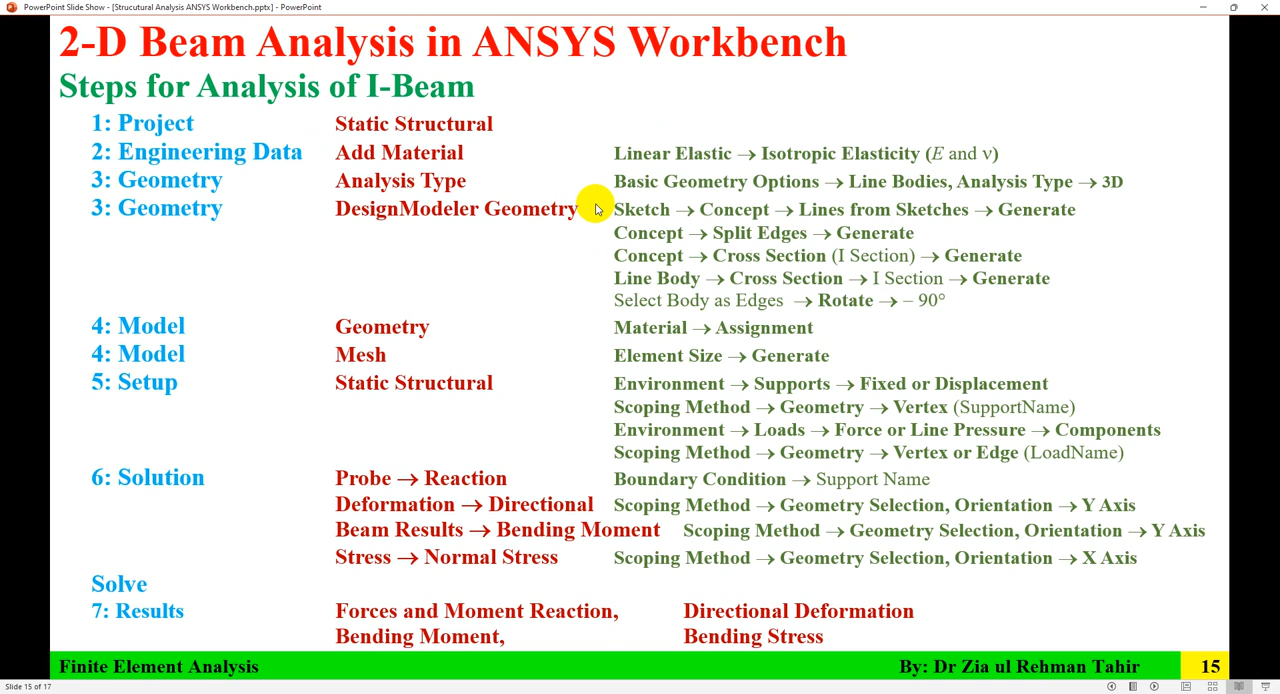 PowerPoint Slide Show - [Strucutural Analysis ANSYS Workbench.pptx] - PowerPoint
2-D Beam Analysis in ANSYS Workbench
Steps for Analysis of I-Beam
1: Project Static Structural
2: Engineering Data Add Material Linear Elastic → Isotropic Elasticity (E and ν)
3: Geometry Analysis Type Basic Geometry Options → Line Bodies, Analysis Type → 3D
3: Geometry DesignModeler Geometry Sketch → Concept → Lines from Sketches → Generate
Concept → Split Edges → Generate
Concept → Cross Section (I Section) → Generate
Line Body → Cross Section → I Section → Generate
Select Body as Edges → Rotate → – 90°
4: Model Geometry Material → Assignment
4: Model Mesh Element Size → Generate
5: Setup Static Structural Environment → Supports → Fixed or Displacement
Scoping Method → Geometry → Vertex (SupportName)
Environment → Loads → Force or Line Pressure → Components
Scoping Method → Geometry → Vertex or Edge (LoadName)
6: Solution Probe → Reaction Boundary Condition → Support Name
Deformation → Directional Scoping Method → Geometry Selection, Orientation → Y Axis
Beam Results → Bending Moment Scoping Method → Geometry Selection, Orientation → Y Axis
Stress → Normal Stress Scoping Method → Geometry Selection, Orientation → X Axis
Solve
7: Results Forces and Moment Reaction, Directional Deformation
Bending Moment, Bending Stress
Finite Element Analysis By: Dr Zia ul Rehman Tahir 15
Slide 15 of 17